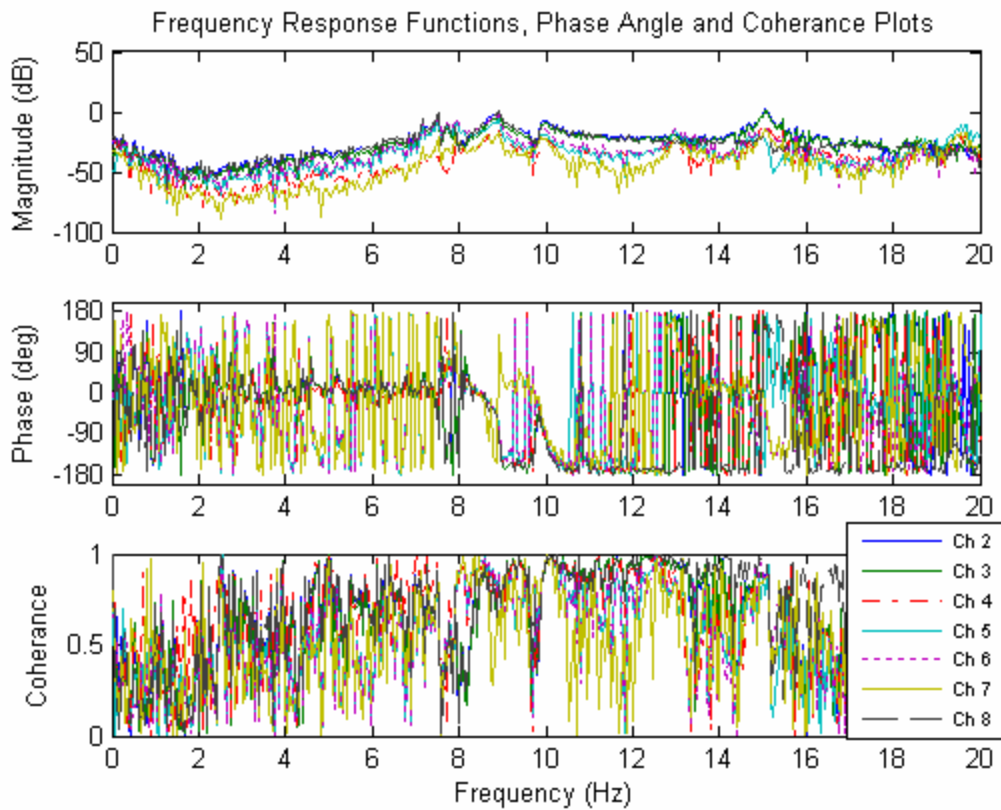 Frequency Response Functions, Phase Angle and Coherance Plots
Magnitude (dB)
50
0
-50
-100
0 2 4 6 8 10 12 14 16 18 20
Phase (deg)
180
90
0
-90
-180
0 2 4 6 8 10 12 14 16 18 20
Coherance
1
0.5
0
0 2 4 6 8 10 12 14 16 18 20
Frequency (Hz)
Ch 2
Ch 3
Ch 4
Ch 5
Ch 6
Ch 7
Ch 8